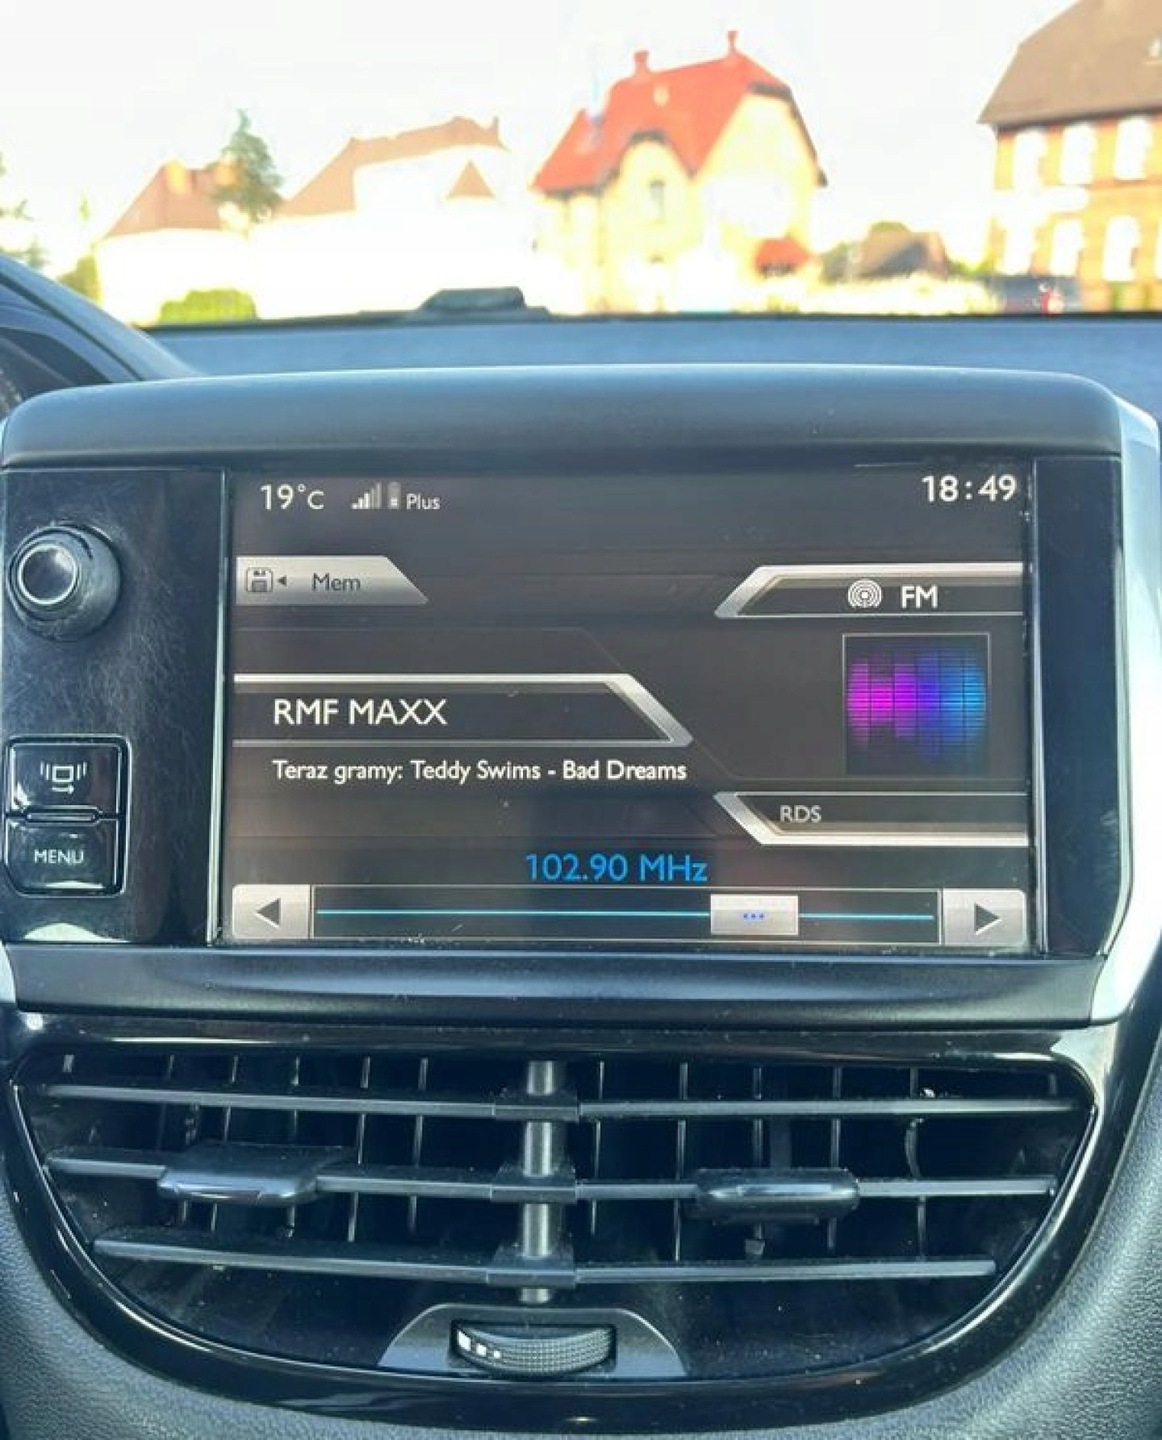 19°C Plus 18:49
Mem
FM
RMF MAXX
Teraz gramy: Teddy Swims - Bad Dreams
RDS
MENU
102.90 MHz